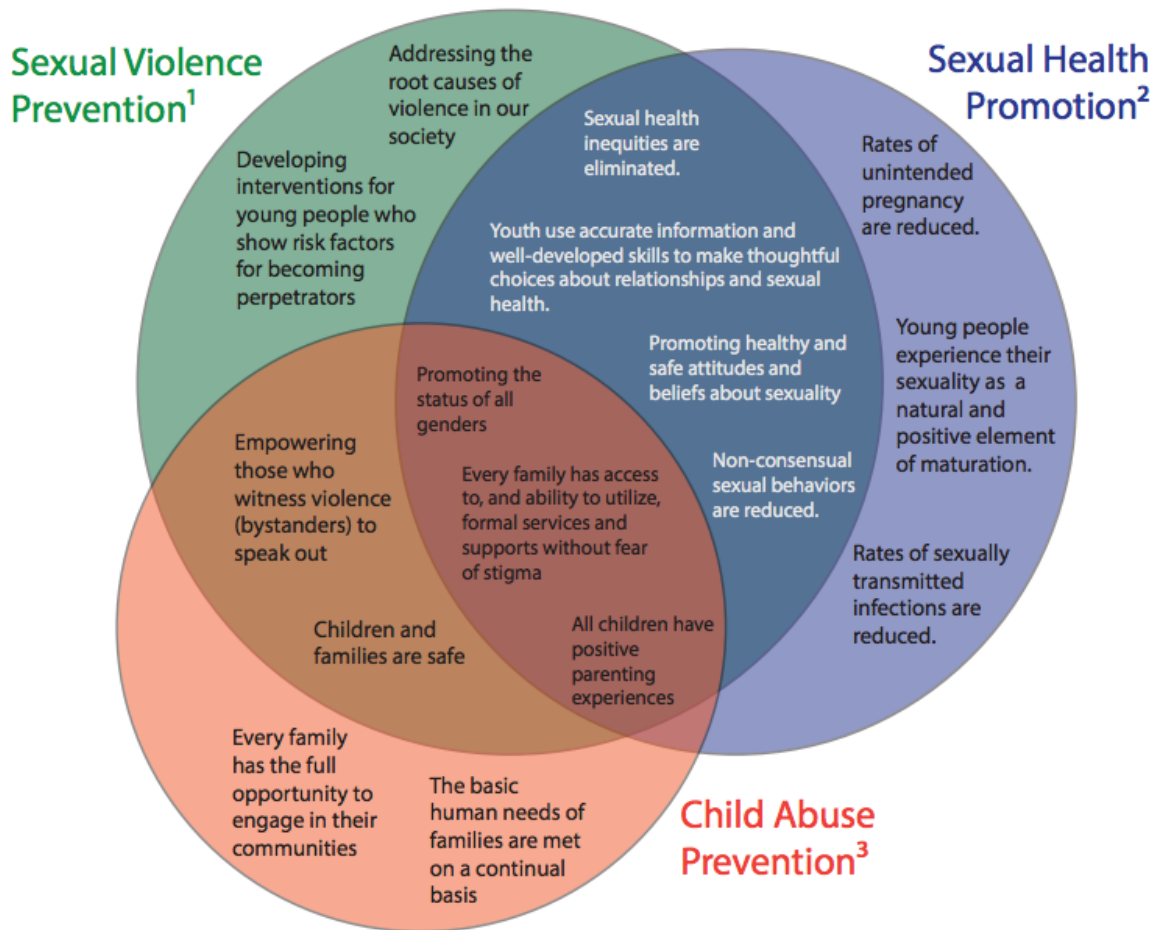 Sexual Violence
Prevention¹
Sexual Health
Promotion²
Addressing the
root causes of
violence in our
society
Developing
interventions for
young people who
show risk factors
for becoming
perpetrators
Sexual health
inequities are
eliminated.
Youth use accurate information and
well-developed skills to make thoughtful
choices about relationships and sexual
health.
Promoting healthy and
safe attitudes and
beliefs about sexuality
Non-consensual
sexual behaviors
are reduced.
Rates of
unintended
pregnancy
are reduced.
Young people
experience their
sexuality as a
natural and
positive element
of maturation.
Rates of sexually
transmitted
infections are
reduced.
Promoting the
status of all
genders
Every family has access
to, and ability to utilize,
formal services and
supports without fear
of stigma
All children have
positive
parenting
experiences
Empowering
those who
witness violence
(bystanders) to
speak out
Children and
families are safe
Every family
has the full
opportunity to
engage in their
communities
The basic
human needs of
families are met
on a continual
basis
Child Abuse
Prevention³